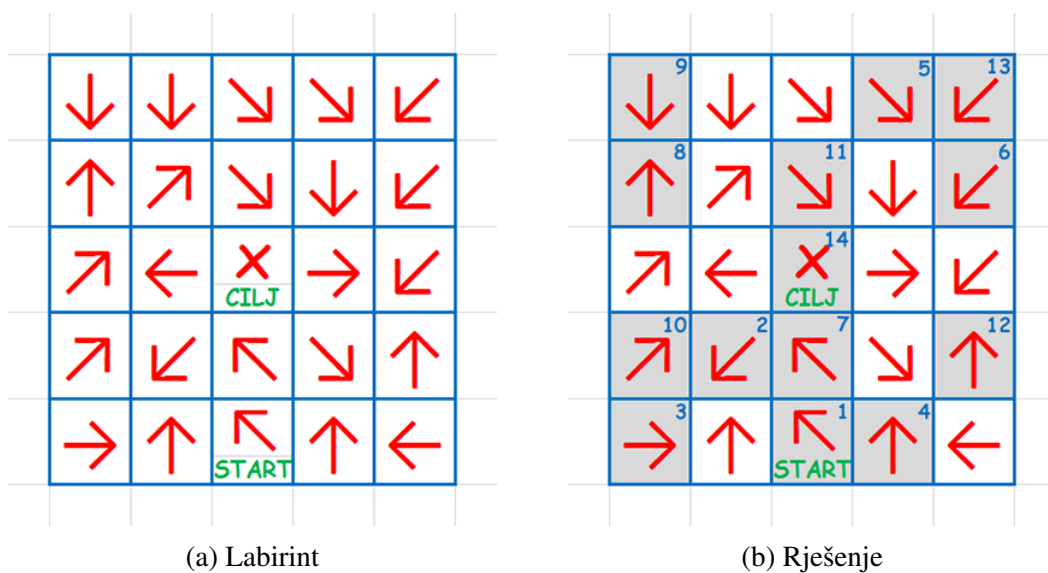 9 5 13
8 11 6
14
CILJ CILJ
10 2 7 12
3 1 4
START START
(a) Labirint (b) Rješenje